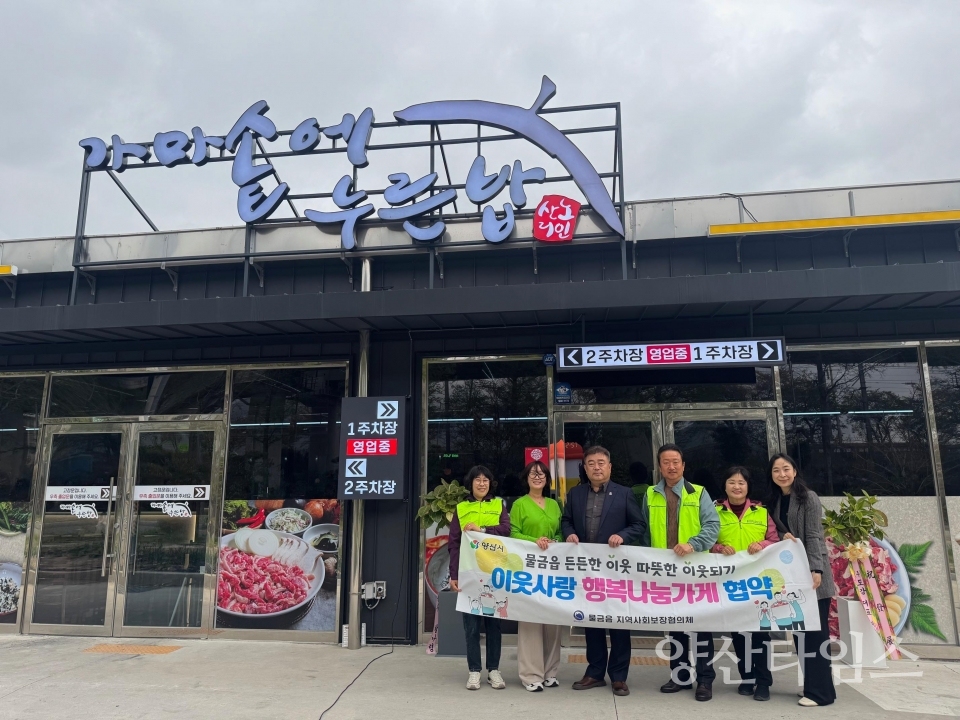 가마솥에
누른밥
산노
리인
2주차장 영업중 1주차장
1주차장
영업중
2주차장
양산시
물금읍 든든한 이웃 따뜻한 이웃되기
이웃사랑 행복나눔가게 협약
물금읍 지역사회보장협의체
양산타임스